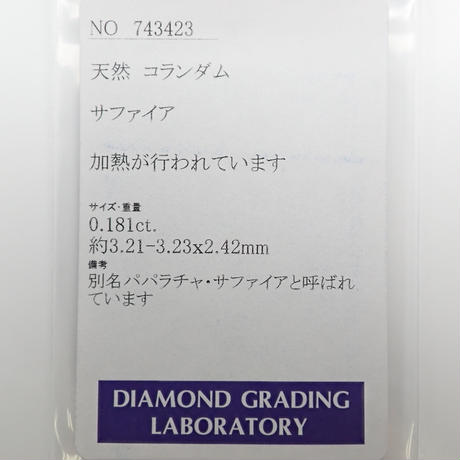 NO 743423
天然 コランダム
サファイア
加熱が行われています
サイズ・重量
0.181ct.
約3.21-3.23x2.42mm
備考
別名パパラチャ・サファイアと呼ばれ
ています
DIAMOND GRADING
LABORATORY